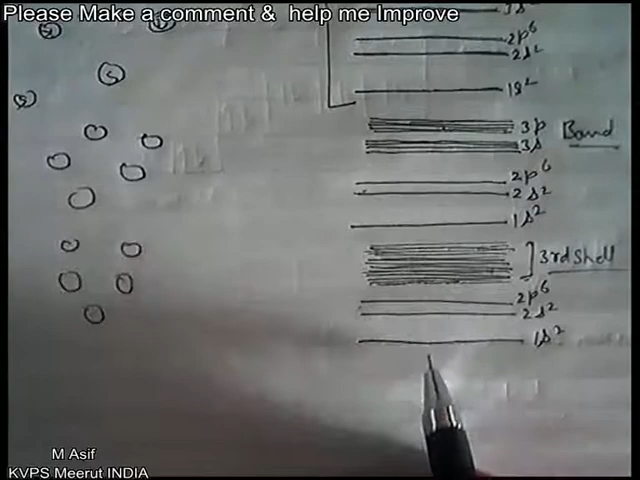 Please Make a comment & help me Improve
3s²
2p⁶
2s²
1s²
3p Band
3s
2p⁶
2s²
1s²
3rd Shell
2p⁶
2s²
1s²
M Asif
KVPS Meerut INDIA